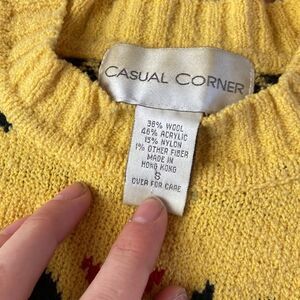 CASUAL CORNER
38% WOOL
46% ACRYLIC
15% NYLON
1% OTHER FIBER
MADE IN
HONG KONG
S
OVER FOR CARE